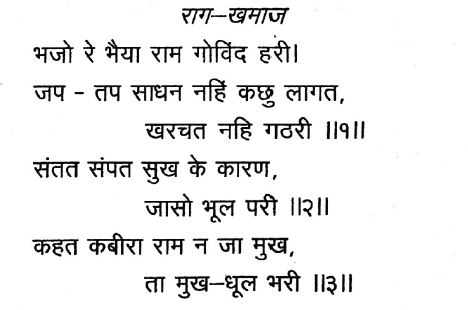 राग–खमाज
भजो रे भैया राम गोविंद हरी।
जप - तप साधन नहिं कछु लागत,
खरचत नहि गठरी ।।१।।
संतत संपत सुख के कारण,
जासो भूल परी ।।२।।
कहत कबीरा राम न जा मुख,
ता मुख–धूल भरी ।।३।।